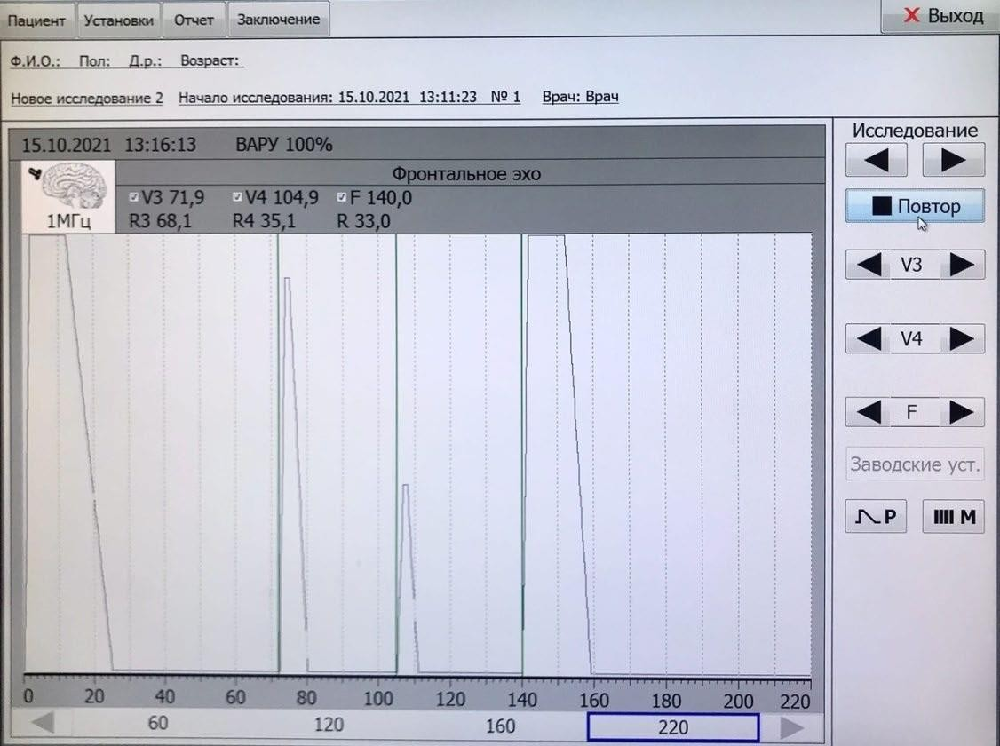 Пациент Установки Отчет Заключение X Выход
Ф.И.О.: Пол: Д.р.: Возраст:
Новое исследование 2 Начало исследования: 15.10.2021 13:11:23 № 1 Врач: Врач
15.10.2021 13:16:13 ВАРУ 100%
Фронтальное эхо
1МГц
V3 71,9 V4 104,9 F 140,0
R3 68,1 R4 35,1 R 33,0
0 20 40 60 80 100 120 140 160 180 200 220
60 120 160 220
Исследование
Повтор
V3
V4
F
Заводские уст.
P M